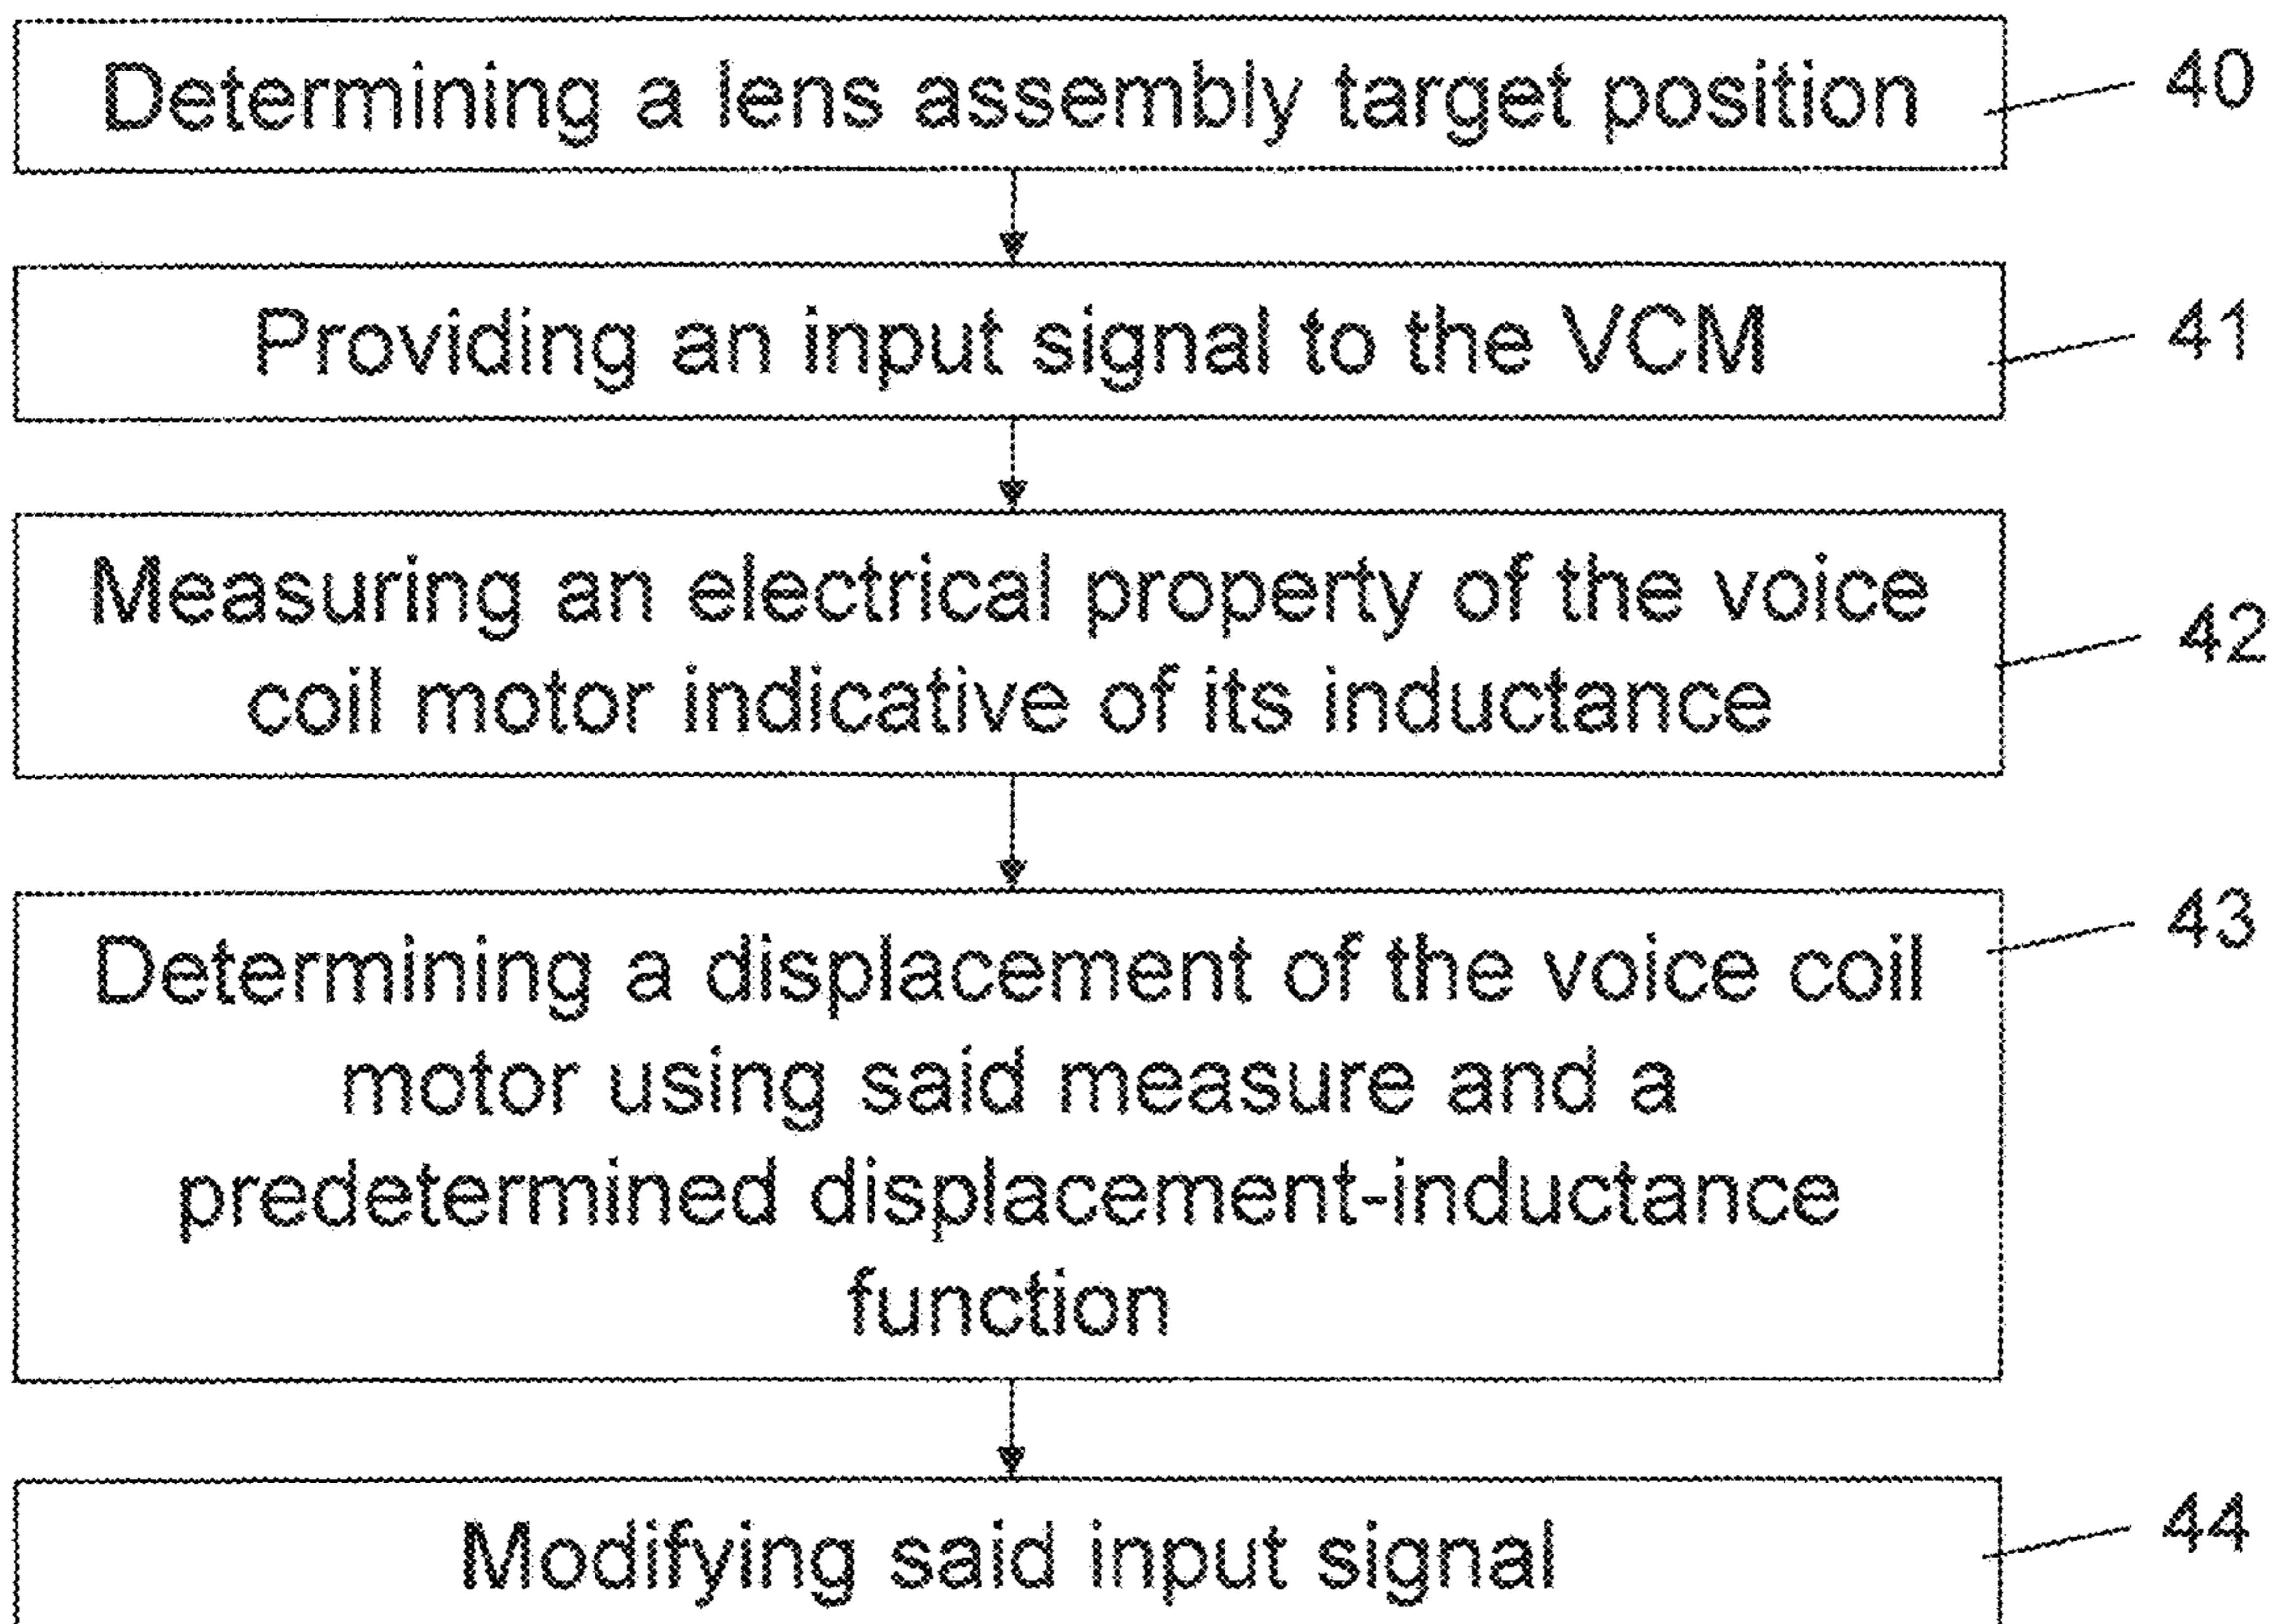 Determining a lens assembly target position
40
Providing an input signal to the VCM
41
Measuring an electrical property of the voice
coil motor indicative of its inductance
42
Determining a displacement of the voice coil
motor using said measure and a
predetermined displacement-inductance
function
43
Modifying said input signal
44